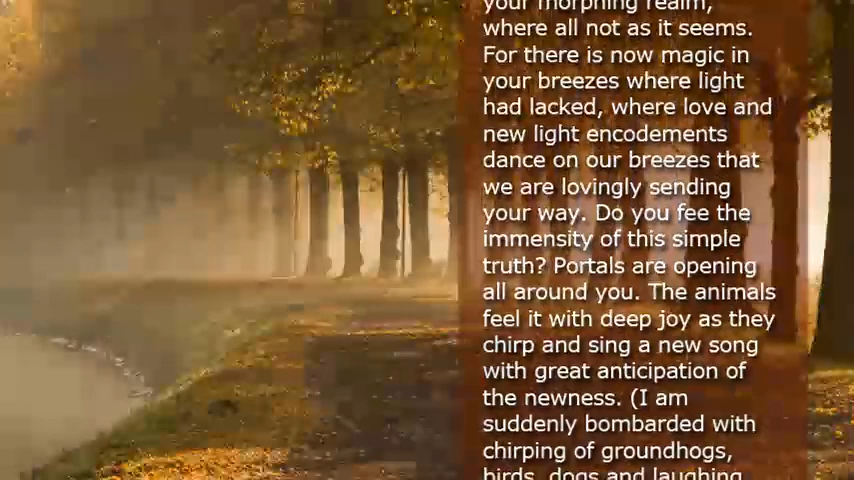 your morphing realm,
where all not as it seems.
For there is now magic in
your breezes where light
had lacked, where love and
new light encodements
dance on our breezes that
we are lovingly sending
your way. Do you fee the
immensity of this simple
truth? Portals are opening
all around you. The animals
feel it with deep joy as they
chirp and sing a new song
with great anticipation of
the newness. (I am
suddenly bombarded with
chirping of groundhogs,
birds, dogs and laughing